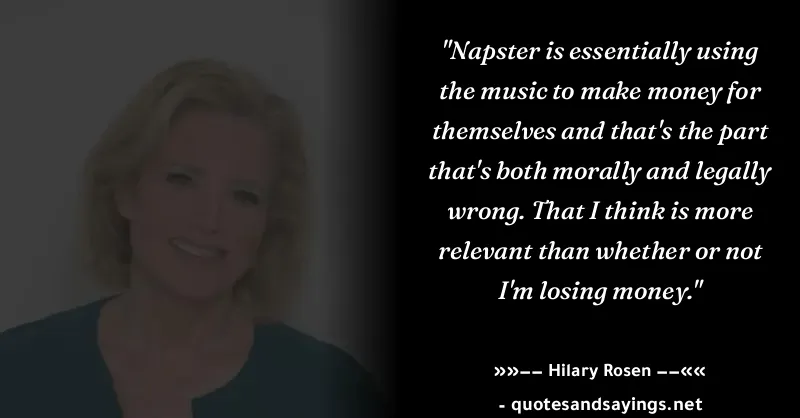 "Napster is essentially using
the music to make money for
themselves and that's the part
that's both morally and legally
wrong. That I think is more
relevant than whether or not
I'm losing money."
»»—— Hilary Rosen ——««
- quotesandsayings.net